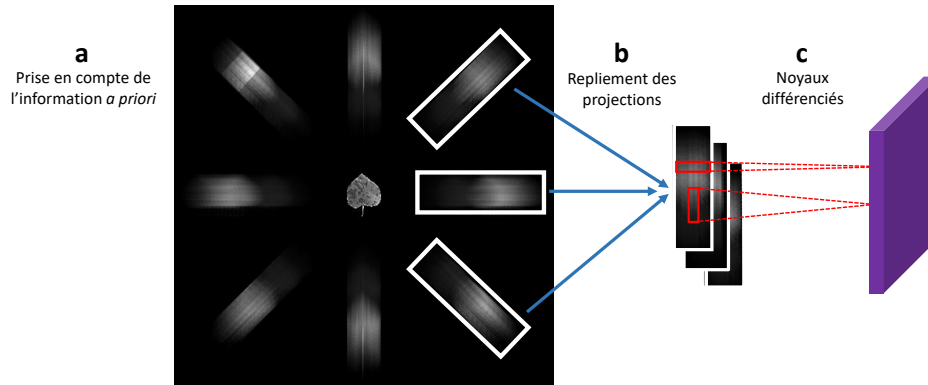 a
Prise en compte de
l'information a priori
b
Repliement des
projections
c
Noyaux
différenciés